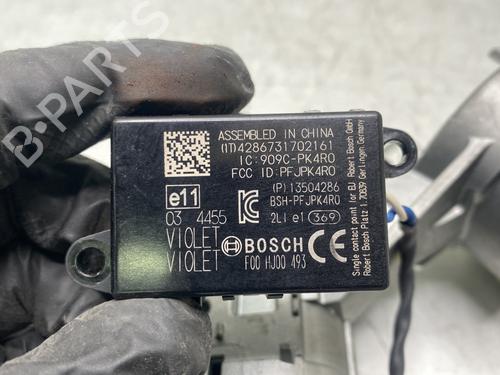 B-PARTS
ASSEMBLED IN CHINA
(1T)4286731702161
IC: 909C-PK4R0
FCC ID: PFJPK4R0
(P) 13504286
BSH-PFJPK4R0
2LI e1 369
e11
03 4455
VIOLET
VIOLET
BOSCH
F00 HJ00 493
CE
Single contact point for EU Robert Bosch GmbH
Robert Bosch Platz 1, 70839 Gerlingen Germany